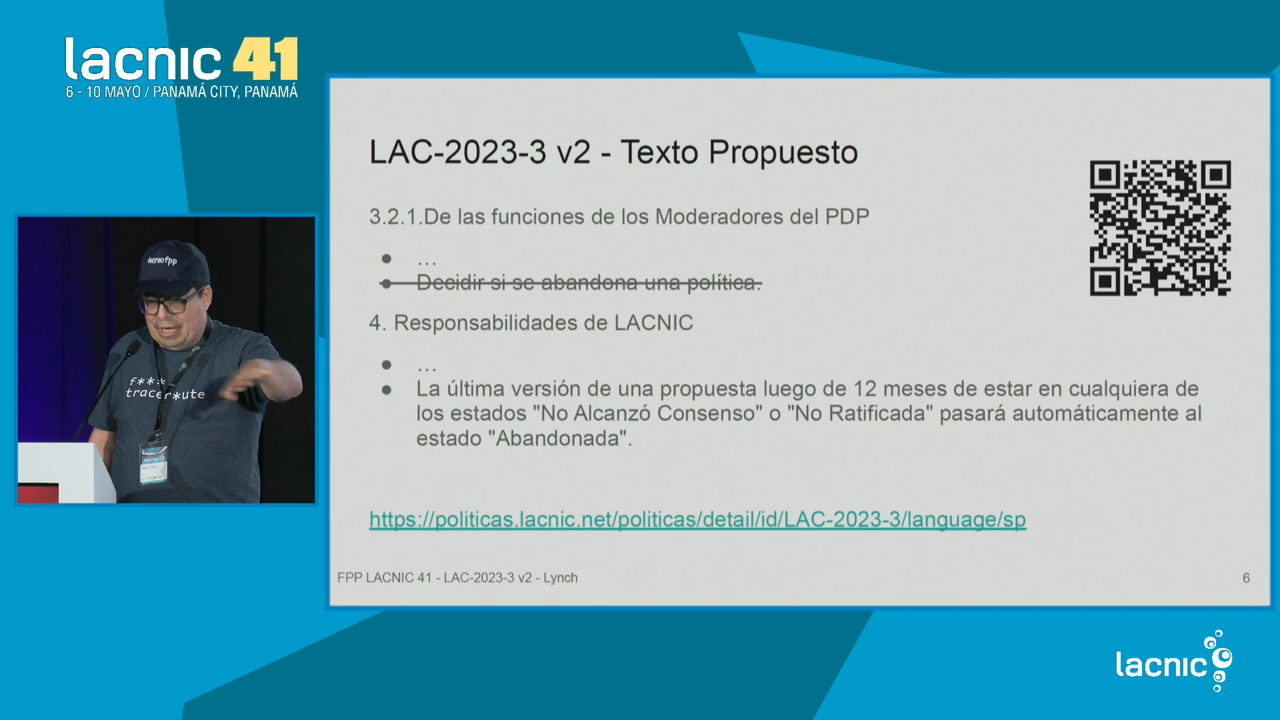 lacnic 41
6 - 10 MAYO / PANAMÁ CITY, PANAMÁ
LAC-2023-3 v2 - Texto Propuesto
3.2.1.De las funciones de los Moderadores del PDP
● …
● Decidir si se abandona una política.
4. Responsabilidades de LACNIC
● …
● La última versión de una propuesta luego de 12 meses de estar en cualquiera de
los estados "No Alcanzó Consenso" o "No Ratificada" pasará automáticamente al
estado "Abandonada".
https://politicas.lacnic.net/politicas/detail/id/LAC-2023-3/language/sp
FPP LACNIC 41 - LAC-2023-3 v2 - Lynch
6
lacnic fpp
f***
tracer*ute
lacnic